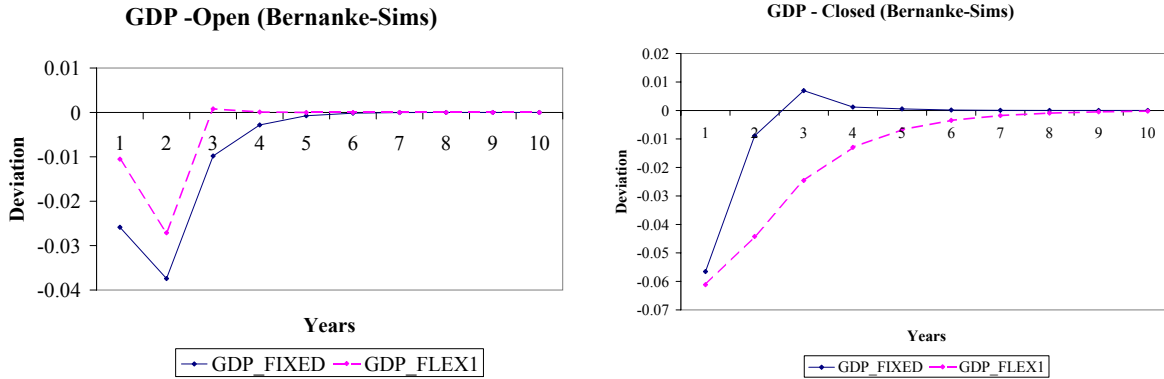 GDP -Open (Bernanke-Sims)
0.01
0
-0.01
-0.02
-0.03
-0.04
1 2 3 4 5 6 7 8 9 10
Deviation
Years
GDP_FIXED GDP_FLEX1
GDP - Closed (Bernanke-Sims)
0.02
0.01
0
-0.01
-0.02
-0.03
-0.04
-0.05
-0.06
-0.07
1 2 3 4 5 6 7 8 9 10
Deviation
Years
GDP_FIXED GDP_FLEX1